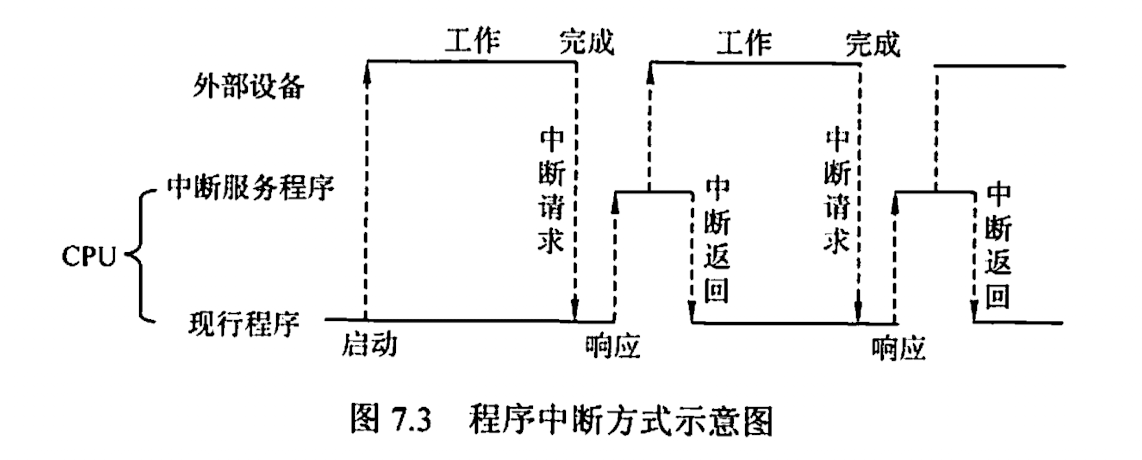 工作
完成
工作
完成
外部设备
中断请求
中断请求
中断服务程序
中断返回
中断返回
CPU
现行程序
启动
响应
响应
图 7.3 程序中断方式示意图